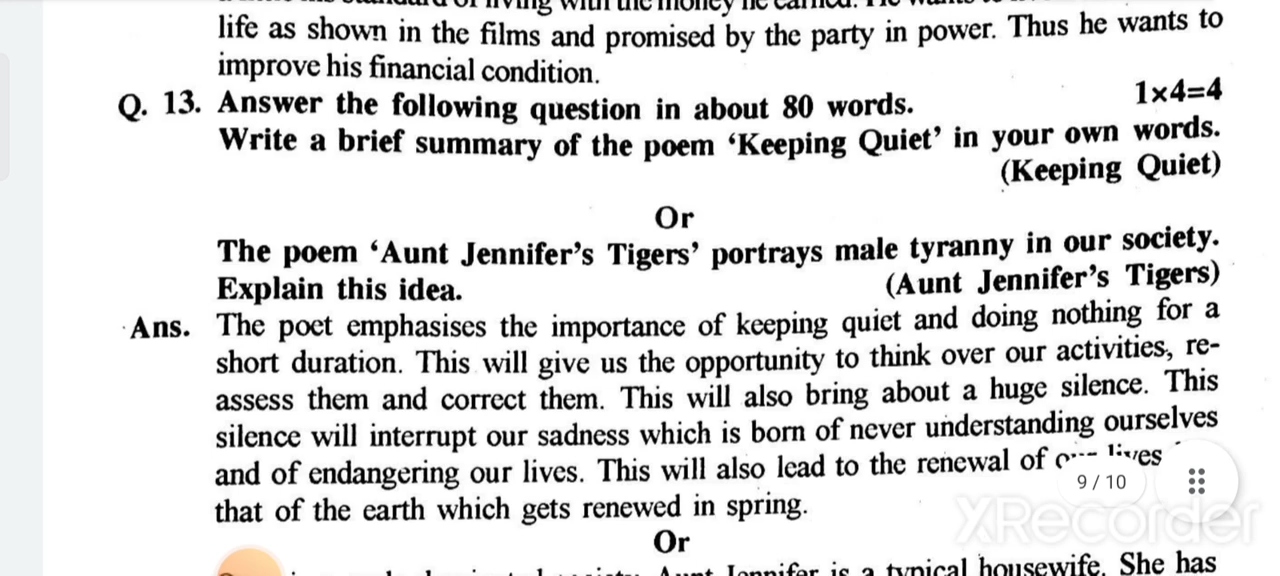 life as shown in the films and promised by the party in power. Thus he wants to
improve his financial condition.
Q. 13. Answer the following question in about 80 words. 1×4=4
Write a brief summary of the poem ‘Keeping Quiet’ in your own words.
(Keeping Quiet)
Or
The poem ‘Aunt Jennifer’s Tigers’ portrays male tyranny in our society.
Explain this idea. (Aunt Jennifer’s Tigers)
Ans. The poet emphasises the importance of keeping quiet and doing nothing for a
short duration. This will give us the opportunity to think over our activities, re-
assess them and correct them. This will also bring about a huge silence. This
silence will interrupt our sadness which is born of never understanding ourselves
and of endangering our lives. This will also lead to the renewal of lives
9 / 10
that of the earth which gets renewed in spring.
XRecorder
Or
Aunt Jennifer is a typical housewife. She has